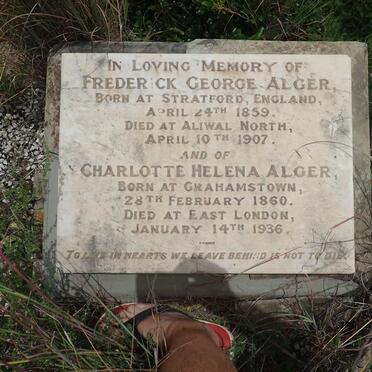 IN LOVING MEMORY OF
FREDERICK GEORGE ALGER,
BORN AT STRATFORD, ENGLAND,
APRIL 24TH 1859.
DIED AT ALIWAL NORTH,
APRIL 10TH 1907.
AND OF
CHARLOTTE HELENA ALGER,
BORN AT GRAHAMSTOWN,
28TH FEBRUARY 1860.
DIED AT EAST LONDON,
JANUARY 14TH 1936.
TO LIVE IN HEARTS WE LEAVE BEHIND IS NOT TO DIE.